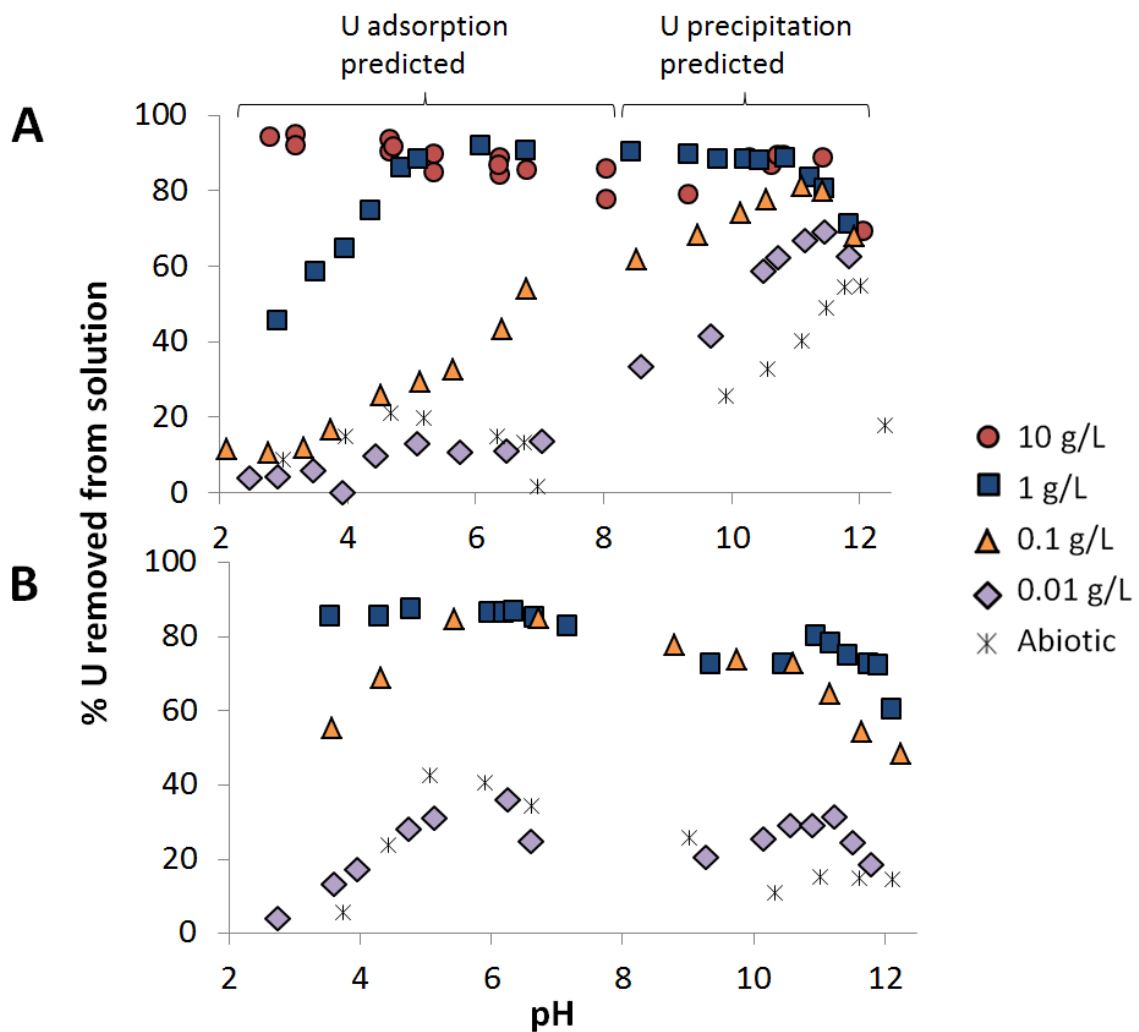 U adsorption
predicted
U precipitation
predicted
A
100
80
60
40
20
0
2 4 6 8 10 12
% U removed from solution
10 g/L
1 g/L
0.1 g/L
0.01 g/L
Abiotic
B
100
80
60
40
20
0
2 4 6 8 10 12
pH